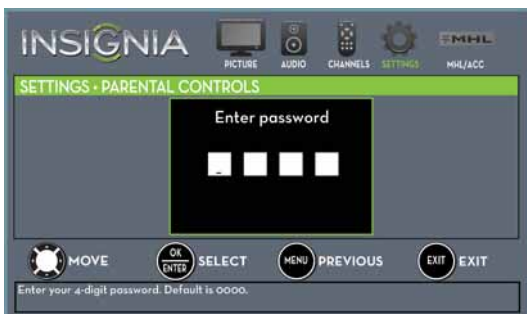 INSIGNIA
PICTURE AUDIO CHANNELS SETTINGS MHL/ACC
MHL
SETTINGS • PARENTAL CONTROLS
Enter password
_
MOVE OK ENTER SELECT MENU PREVIOUS EXIT EXIT
Enter your 4-digit password. Default is 0000.